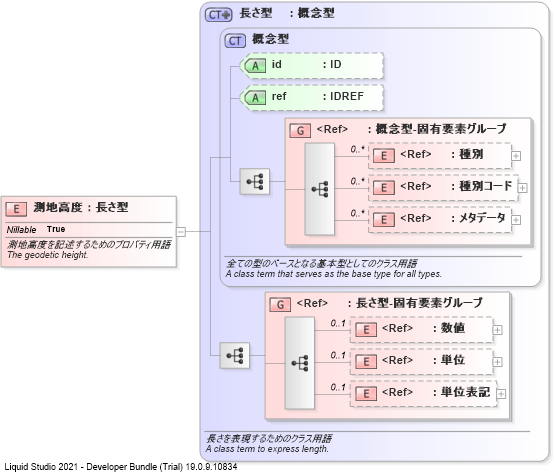 CT 長さ型 : 概念型
CT 概念型
A id : ID
A ref : IDREF
G <Ref> : 概念型-固有要素グループ
0..* E <Ref> : 種別
0..* E <Ref> : 種別コード
0..* E <Ref> : メタデータ
E 測地高度 : 長さ型
Nillable True
測地高度を記述するためのプロパティ用語
The geodetic height.
全ての型のベースとなる基本型としてのクラス用語
A class term that serves as the base type for all types.
G <Ref> : 長さ型-固有要素グループ
0..1 E <Ref> : 数値
0..1 E <Ref> : 単位
0..1 E <Ref> : 単位表記
長さを表現するためのクラス用語
A class term to express length.
Liquid Studio 2021 - Developer Bundle (Trial) 19.0.9.10834